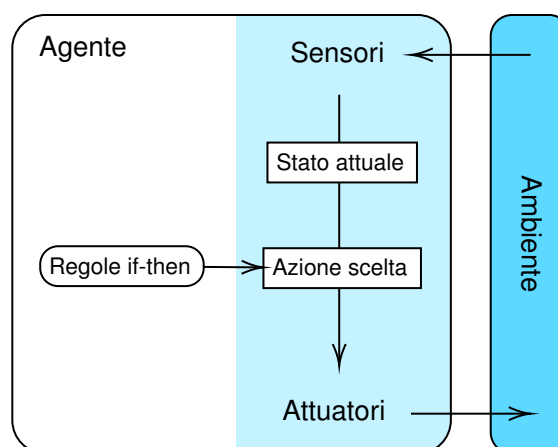 Agente
Sensori
Stato attuale
Ambiente
Regole if-then
Azione scelta
Attuatori